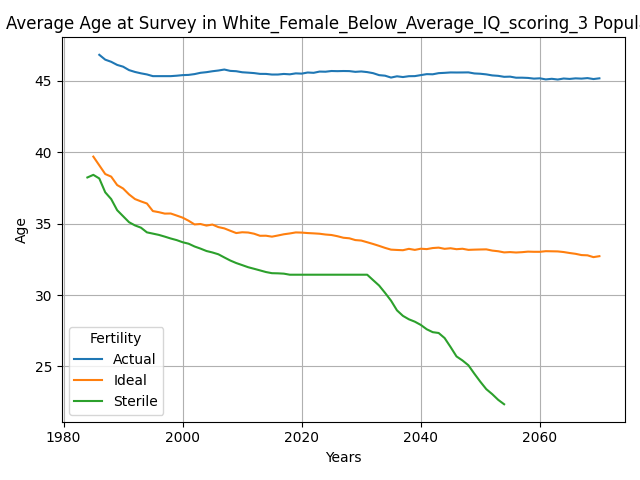 Average Age at Survey in White_Female_Below_Average_IQ_scoring_3 Popul
45
40
35
30
25
Age
Fertility
Actual
Ideal
Sterile
1980 2000 2020 2040 2060
Years